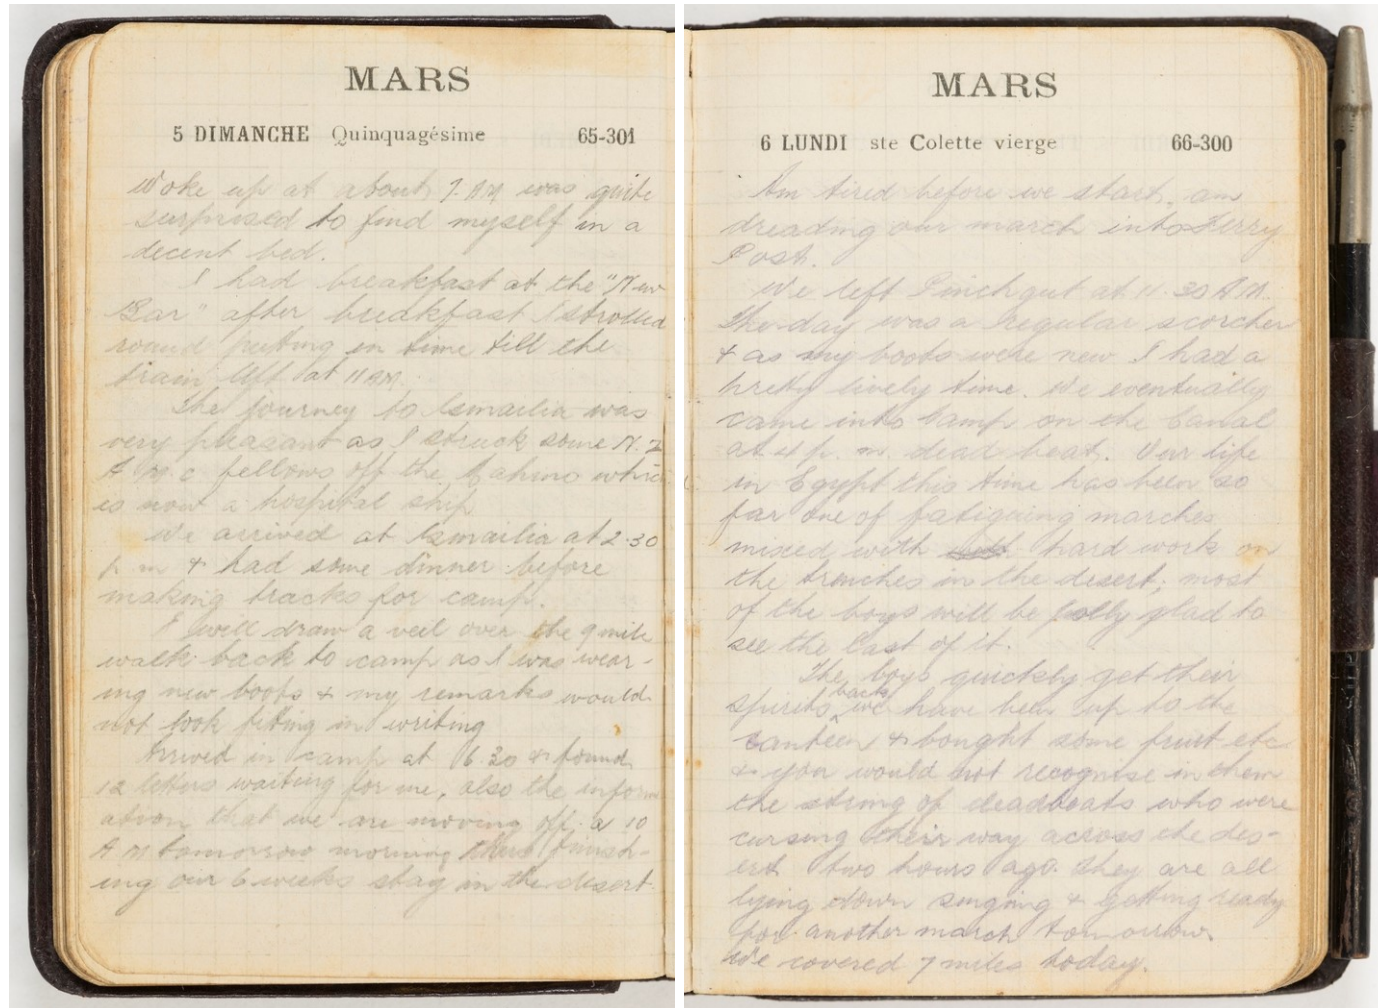 MARS
5 DIMANCHE Quinquagésime 65-301
Woke up at about 7. AM was quite
surprised to find myself in a
decent bed.
I had breakfast at the "New
Bar" after breakfast I strolled
round putting in time till the
train left at 11 AM.
The journey to Ismailia was
very pleasant as I struck some N. Z
A M. C fellows off the Tahino which
is now a hospital ship
We arrived at Ismailia at 2.30
p m & had some dinner before
making tracks for camp.
I will draw a veil over the 9 mile
walk back to camp as I was wear-
ing new boots & my remarks would
not look fitting in writing
Arrived in camp at 6.30 & found
12 letters waiting for me, also the inform
ation that we are moving off a 10
A M tomorrow morning thus finish-
ing our 6 weeks stay in the desert.
MARS
6 LUNDI ste Colette vierge 66-300
Am tired before we start, am
dreading our march into Ferry
Post.
We left Pinchgut at 11.30 AM.
The day was a regular scorcher
& as my boots were new I had a
pretty lively time. We eventually
came into Camp on the Canal
at 4 p. m. dead beat. Our life
in Egypt this time has been so
far one of fatiguing marches
mixed with hard work on
the trenches in the desert; most
of the boys will be jolly glad to
see the last of it.
The boys quickly get their
spirits back we have been up to the
canteen & bought some fruit etc
& you would not recognise in them
the string of deadbeats who were
cursing their way across the des-
ert two hours ago. They are all
lying down singing & getting ready
for another march tomorrow.
We covered 7 miles today.